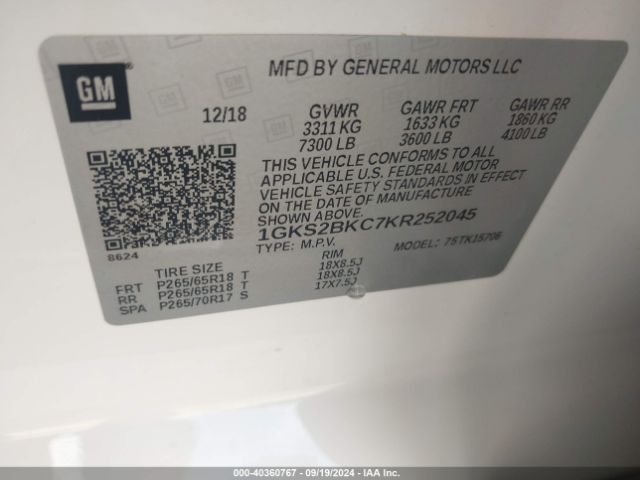 GM
MFD BY GENERAL MOTORS LLC
12/18 GVWR GAWR FRT GAWR RR
3311 KG 1633 KG 1860 KG
7300 LB 3600 LB 4100 LB
THIS VEHICLE CONFORMS TO ALL
APPLICABLE U.S. FEDERAL MOTOR
VEHICLE SAFETY STANDARDS IN EFFECT
ON THE DATE OF MANUFACTURE
SHOWN ABOVE.
1GKS2BKC7KR252045
8624
TYPE: M.P.V. MODEL: 75TK15706
TIRE SIZE RIM
FRT P265/65R18 T 18X8.5J
RR P265/65R18 T 18X8.5J
SPA P265/70R17 S 17X7.5J
000-40360767 - 09/19/2024 - IAAI.COM